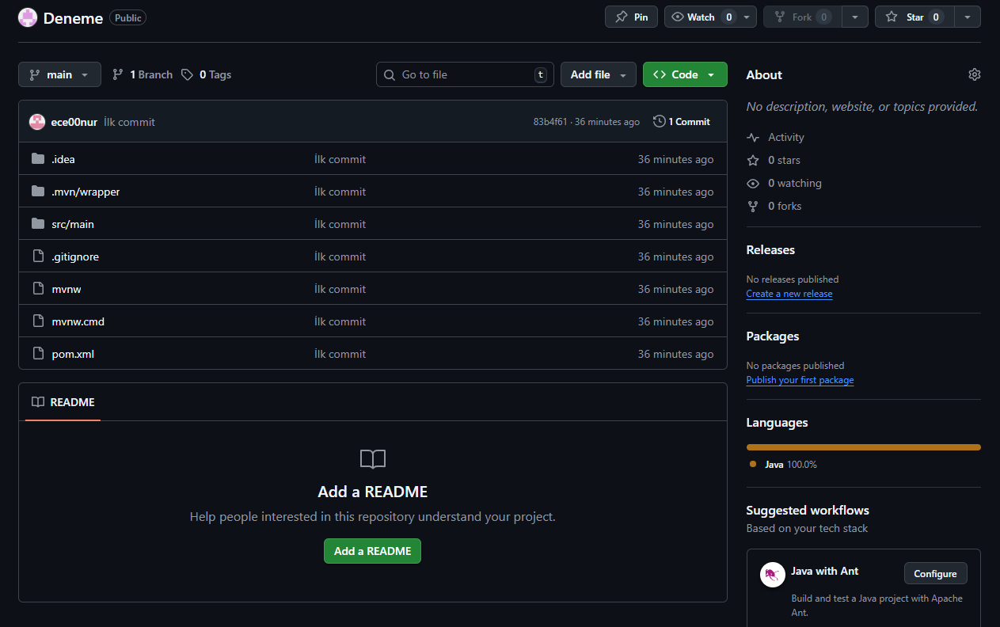 Deneme Public Pin Watch 0 Fork 0 Star 0
main 1 Branch 0 Tags Go to file t Add file Code
ece00nur İlk commit 83b4f61 · 36 minutes ago 1 Commit
.idea İlk commit 36 minutes ago
.mvn/wrapper İlk commit 36 minutes ago
src/main İlk commit 36 minutes ago
.gitignore İlk commit 36 minutes ago
mvnw İlk commit 36 minutes ago
mvnw.cmd İlk commit 36 minutes ago
pom.xml İlk commit 36 minutes ago
README
Add a README
Help people interested in this repository understand your project.
Add a README
About
No description, website, or topics provided.
Activity
0 stars
0 watching
0 forks
Releases
No releases published
Create a new release
Packages
No packages published
Publish your first package
Languages
Java 100.0%
Suggested workflows
Based on your tech stack
Java with Ant Configure
Build and test a Java project with Apache
Ant.